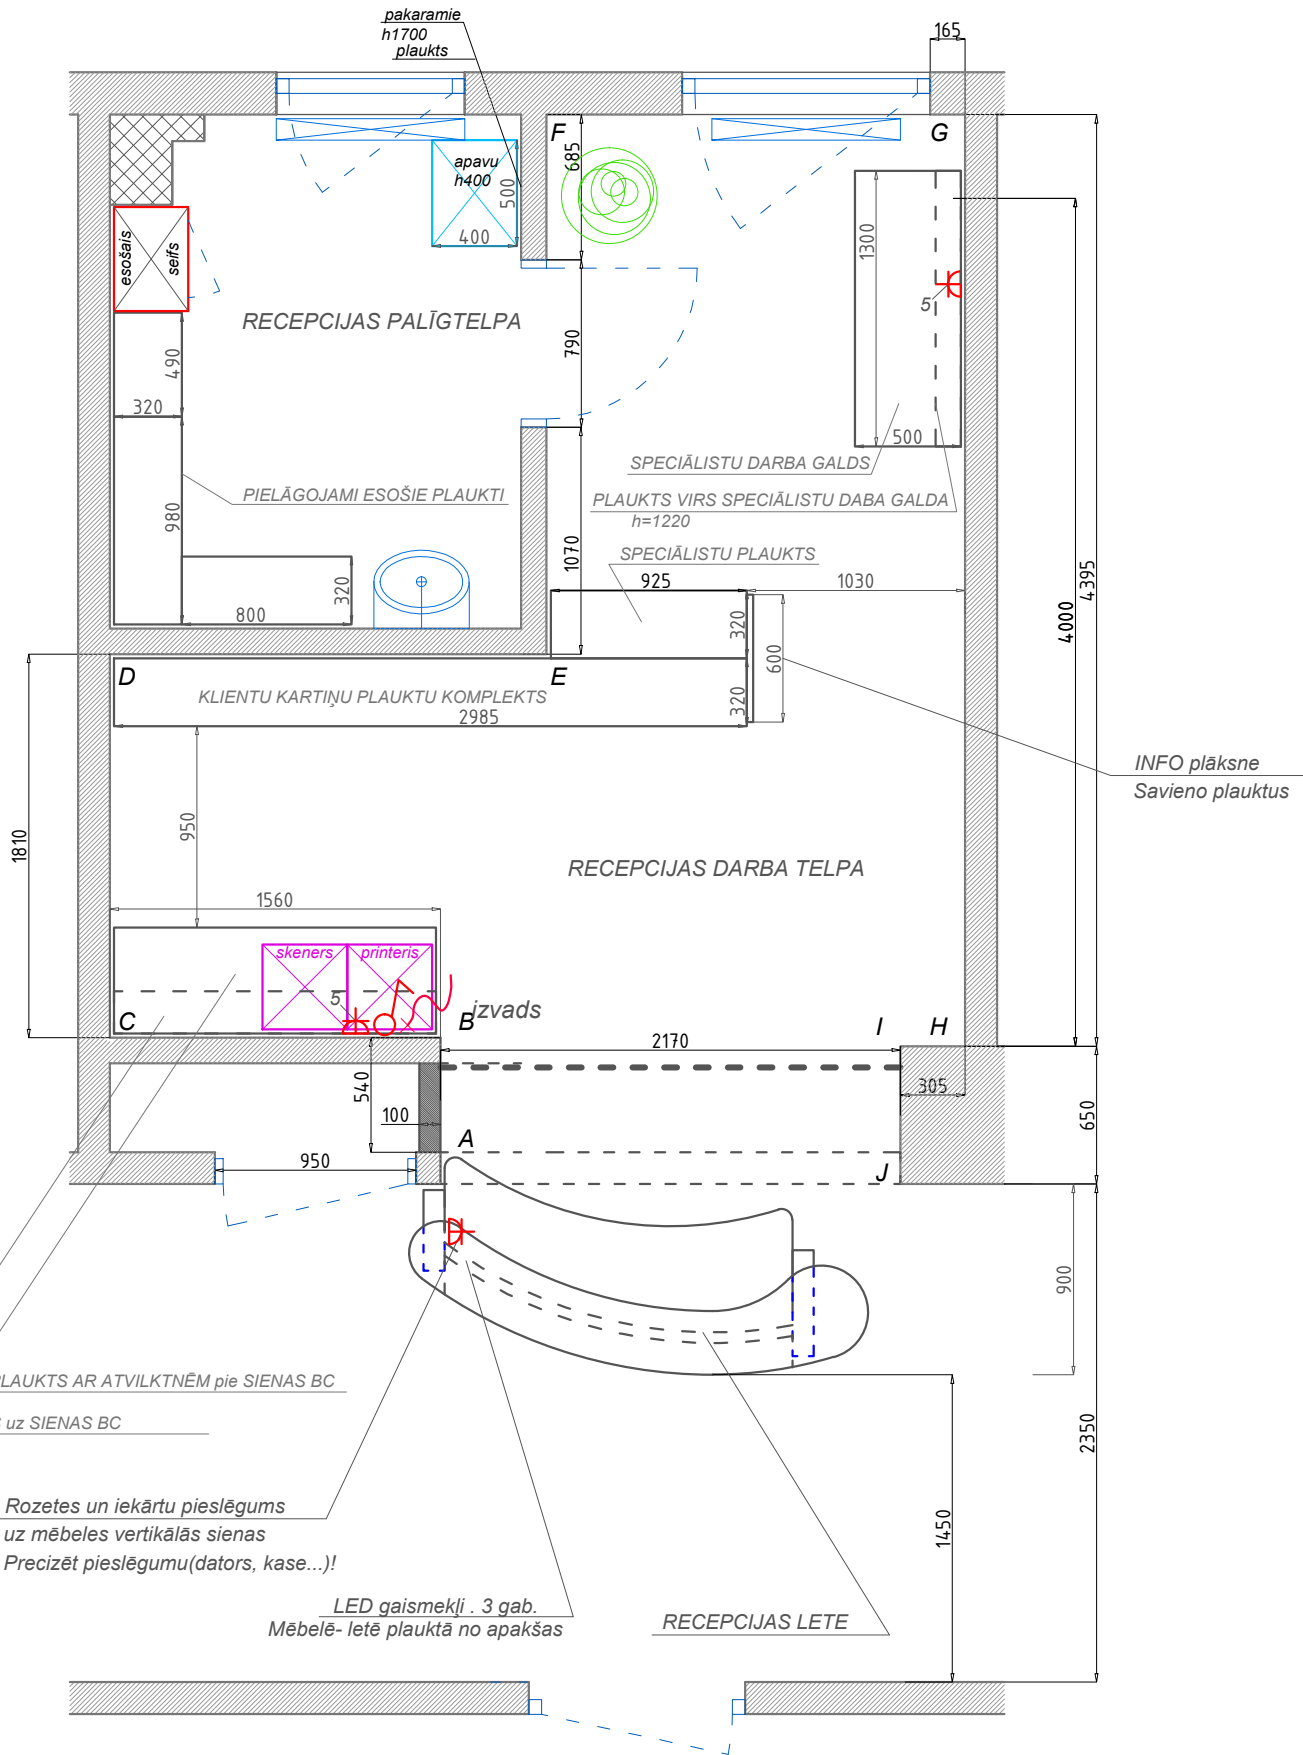 pakaramie
h1700
plaukts
165
F
G
685
apavu
h400
500
400
esošais
seifs
1300
5
RECEPCIJAS PALĪGTELPA
790
490
320
500
SPECIĀLISTU DARBA GALDS
PIELĀGOJAMI ESOŠIE PLAUKTI
PLAUKTS VIRS SPECIĀLISTU DABA GALDA
h=1220
980
1070
SPECIĀLISTU PLAUKTS
925
1030
4395
4000
320
800
320
600
D
E
KLIENTU KARTIŅU PLAUKTU KOMPLEKTS
2985
320
INFO plāksne
Savieno plauktus
1810
950
RECEPCIJAS DARBA TELPA
1560
skeners
printeris
5
izvads
C
B
I
H
2170
540
305
650
100
A
950
J
900
PLAUKTS AR ATVILKTNĒM pie SIENAS BC
uz SIENAS BC
2350
1450
Rozetes un iekārtu pieslēgums
uz mēbeles vertikālās sienas
Precizēt pieslēgumu(dators, kase...)!
LED gaismekļi . 3 gab.
Mēbelē- letē plauktā no apakšas
RECEPCIJAS LETE